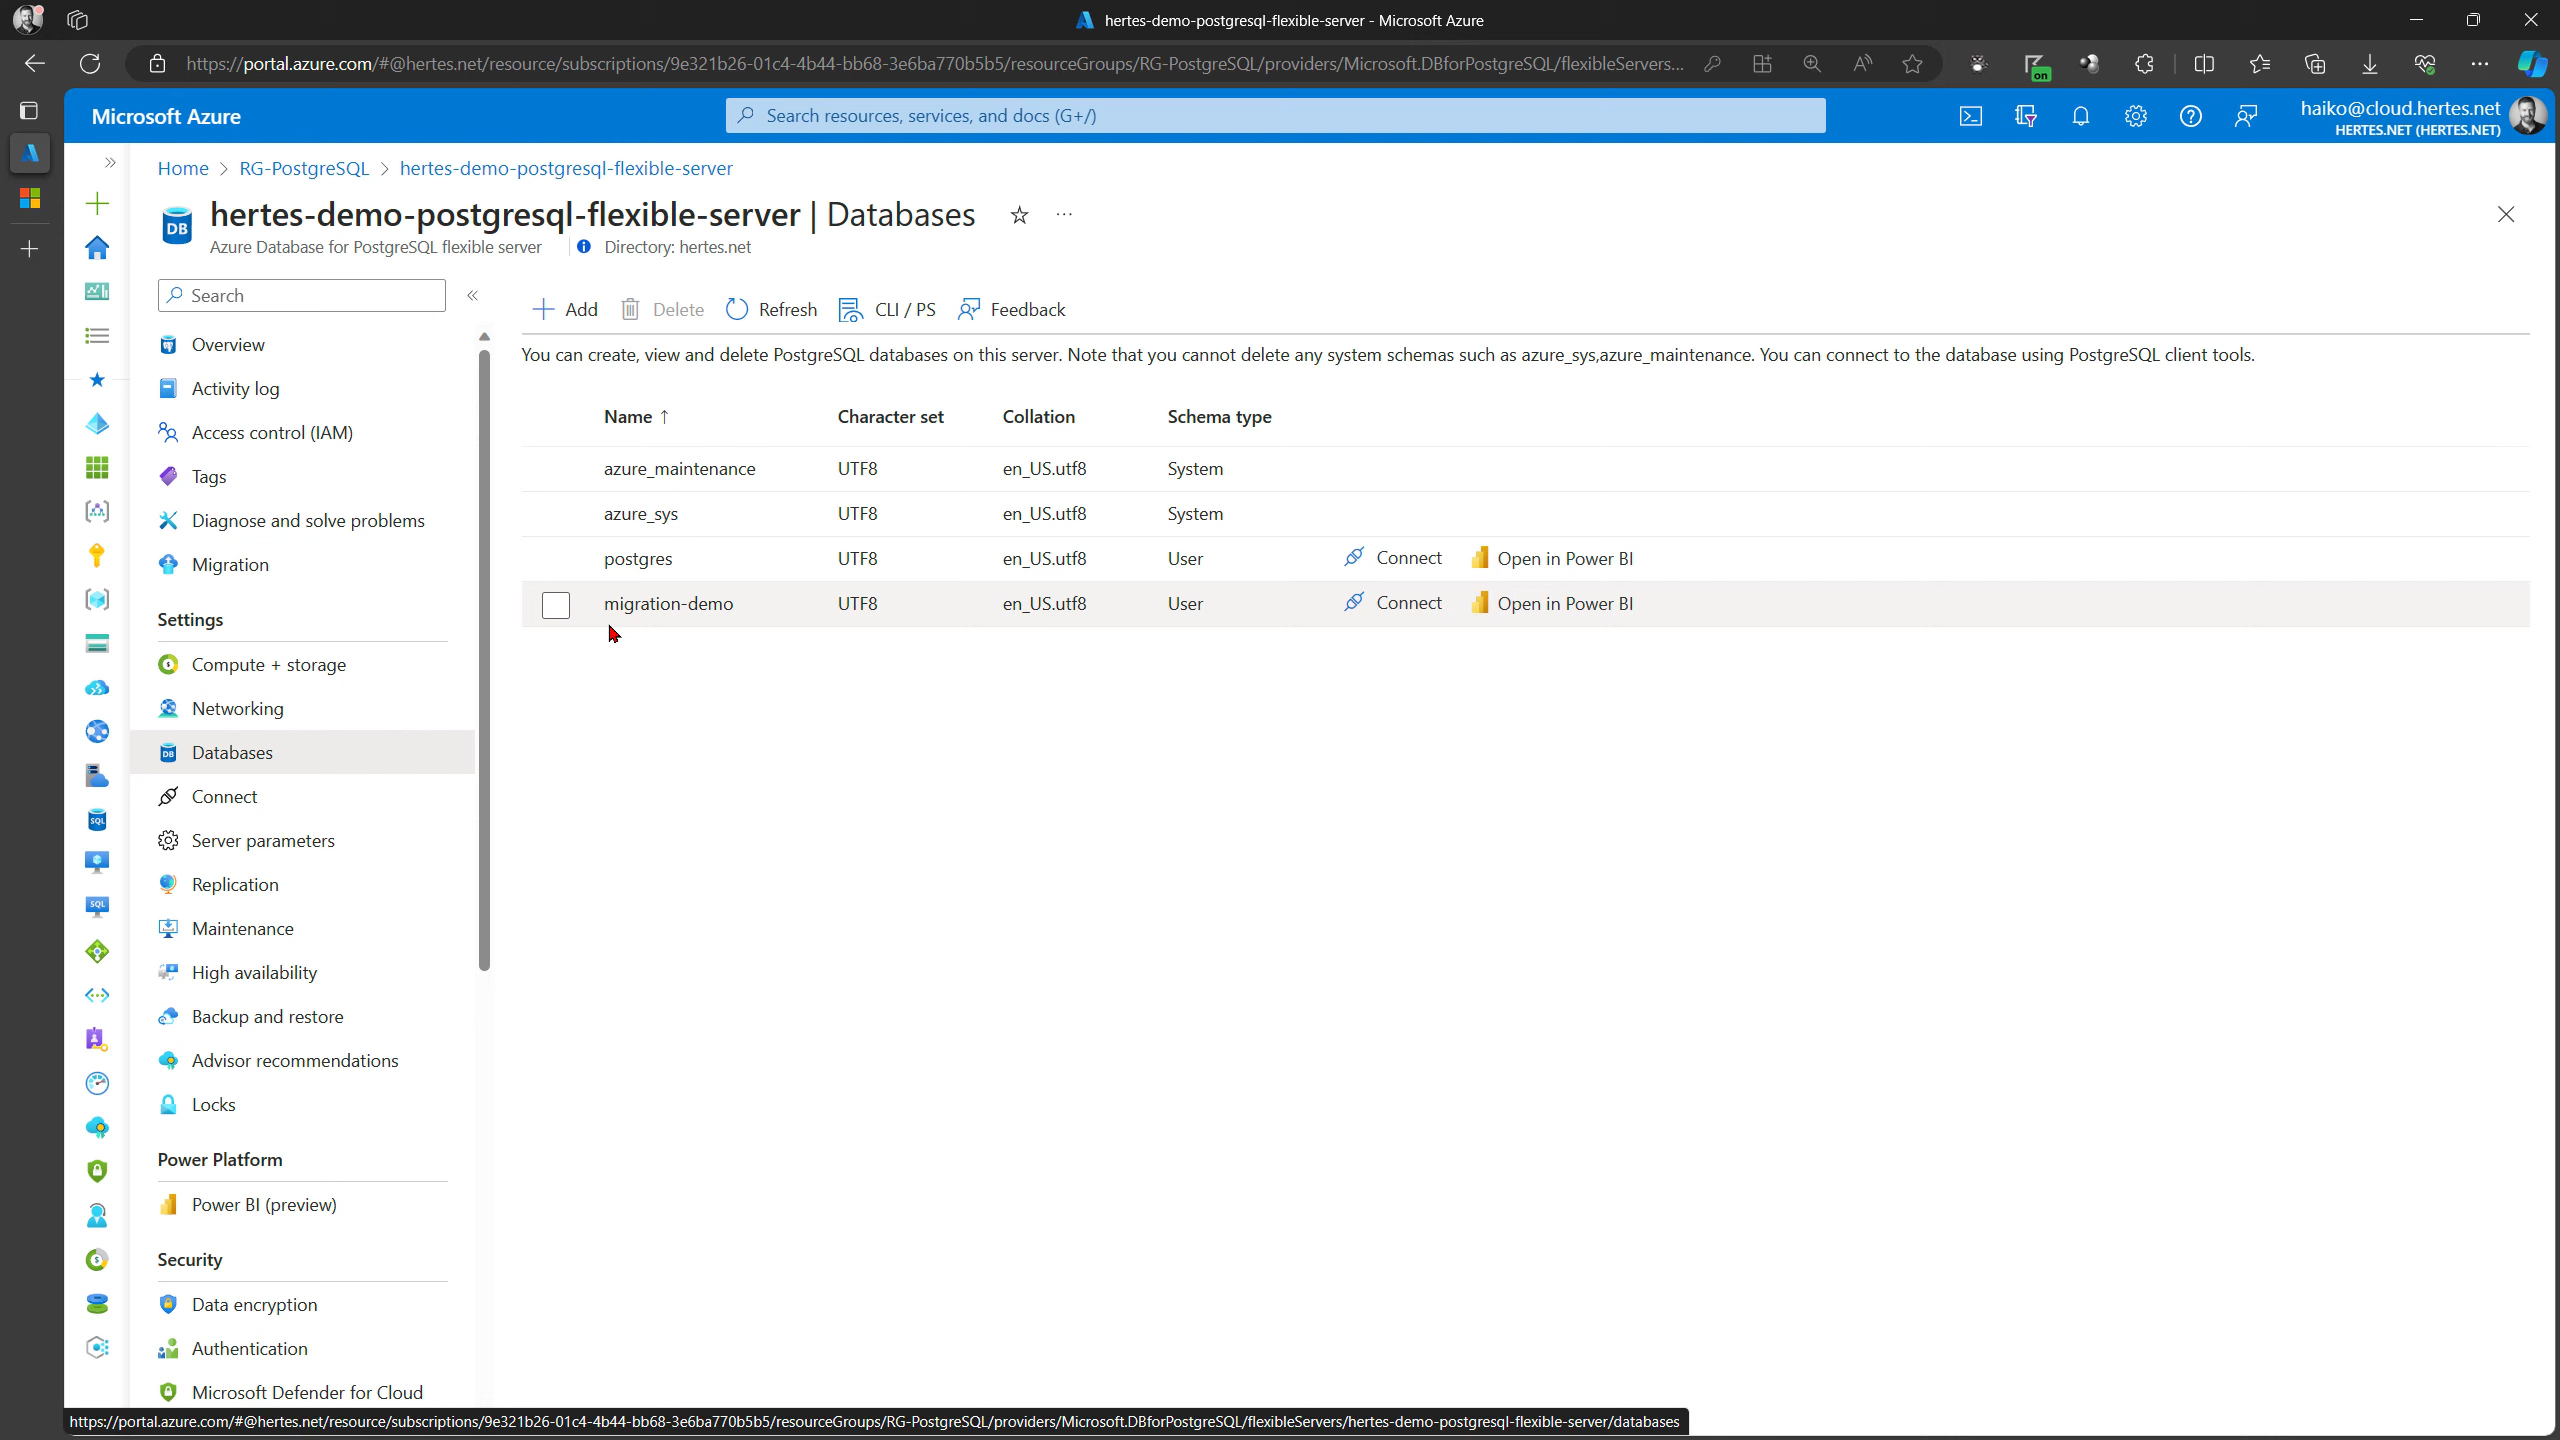 hertes-demo-postgresql-flexible-server - Microsoft Azure
https://portal.azure.com/#@hertes.net/resource/subscriptions/9e321b26-01c4-4b44-bb68-3e6ba770b5b5/resourceGroups/RG-PostgreSQL/providers/Microsoft.DBforPostgreSQL/flexibleServers...
on
Microsoft Azure
Search resources, services, and docs (G+/)
haiko@cloud.hertes.net
HERTES.NET (HERTES.NET)
Home > RG-PostgreSQL > hertes-demo-postgresql-flexible-server
hertes-demo-postgresql-flexible-server | Databases
Azure Database for PostgreSQL flexible server
Directory: hertes.net
Search
Add
Delete
Refresh
CLI / PS
Feedback
You can create, view and delete PostgreSQL databases on this server. Note that you cannot delete any system schemas such as azure_sys,azure_maintenance. You can connect to the database using PostgreSQL client tools.
Name ↑ Character set Collation Schema type
azure_maintenance UTF8 en_US.utf8 System
azure_sys UTF8 en_US.utf8 System
postgres UTF8 en_US.utf8 User Connect Open in Power BI
migration-demo UTF8 en_US.utf8 User Connect Open in Power BI
Overview
Activity log
Access control (IAM)
Tags
Diagnose and solve problems
Migration
Settings
Compute + storage
Networking
Databases
Connect
Server parameters
Replication
Maintenance
High availability
Backup and restore
Advisor recommendations
Locks
Power Platform
Power BI (preview)
Security
Data encryption
Authentication
Microsoft Defender for Cloud
https://portal.azure.com/#@hertes.net/resource/subscriptions/9e321b26-01c4-4b44-bb68-3e6ba770b5b5/resourceGroups/RG-PostgreSQL/providers/Microsoft.DBforPostgreSQL/flexibleServers/hertes-demo-postgresql-flexible-server/databases